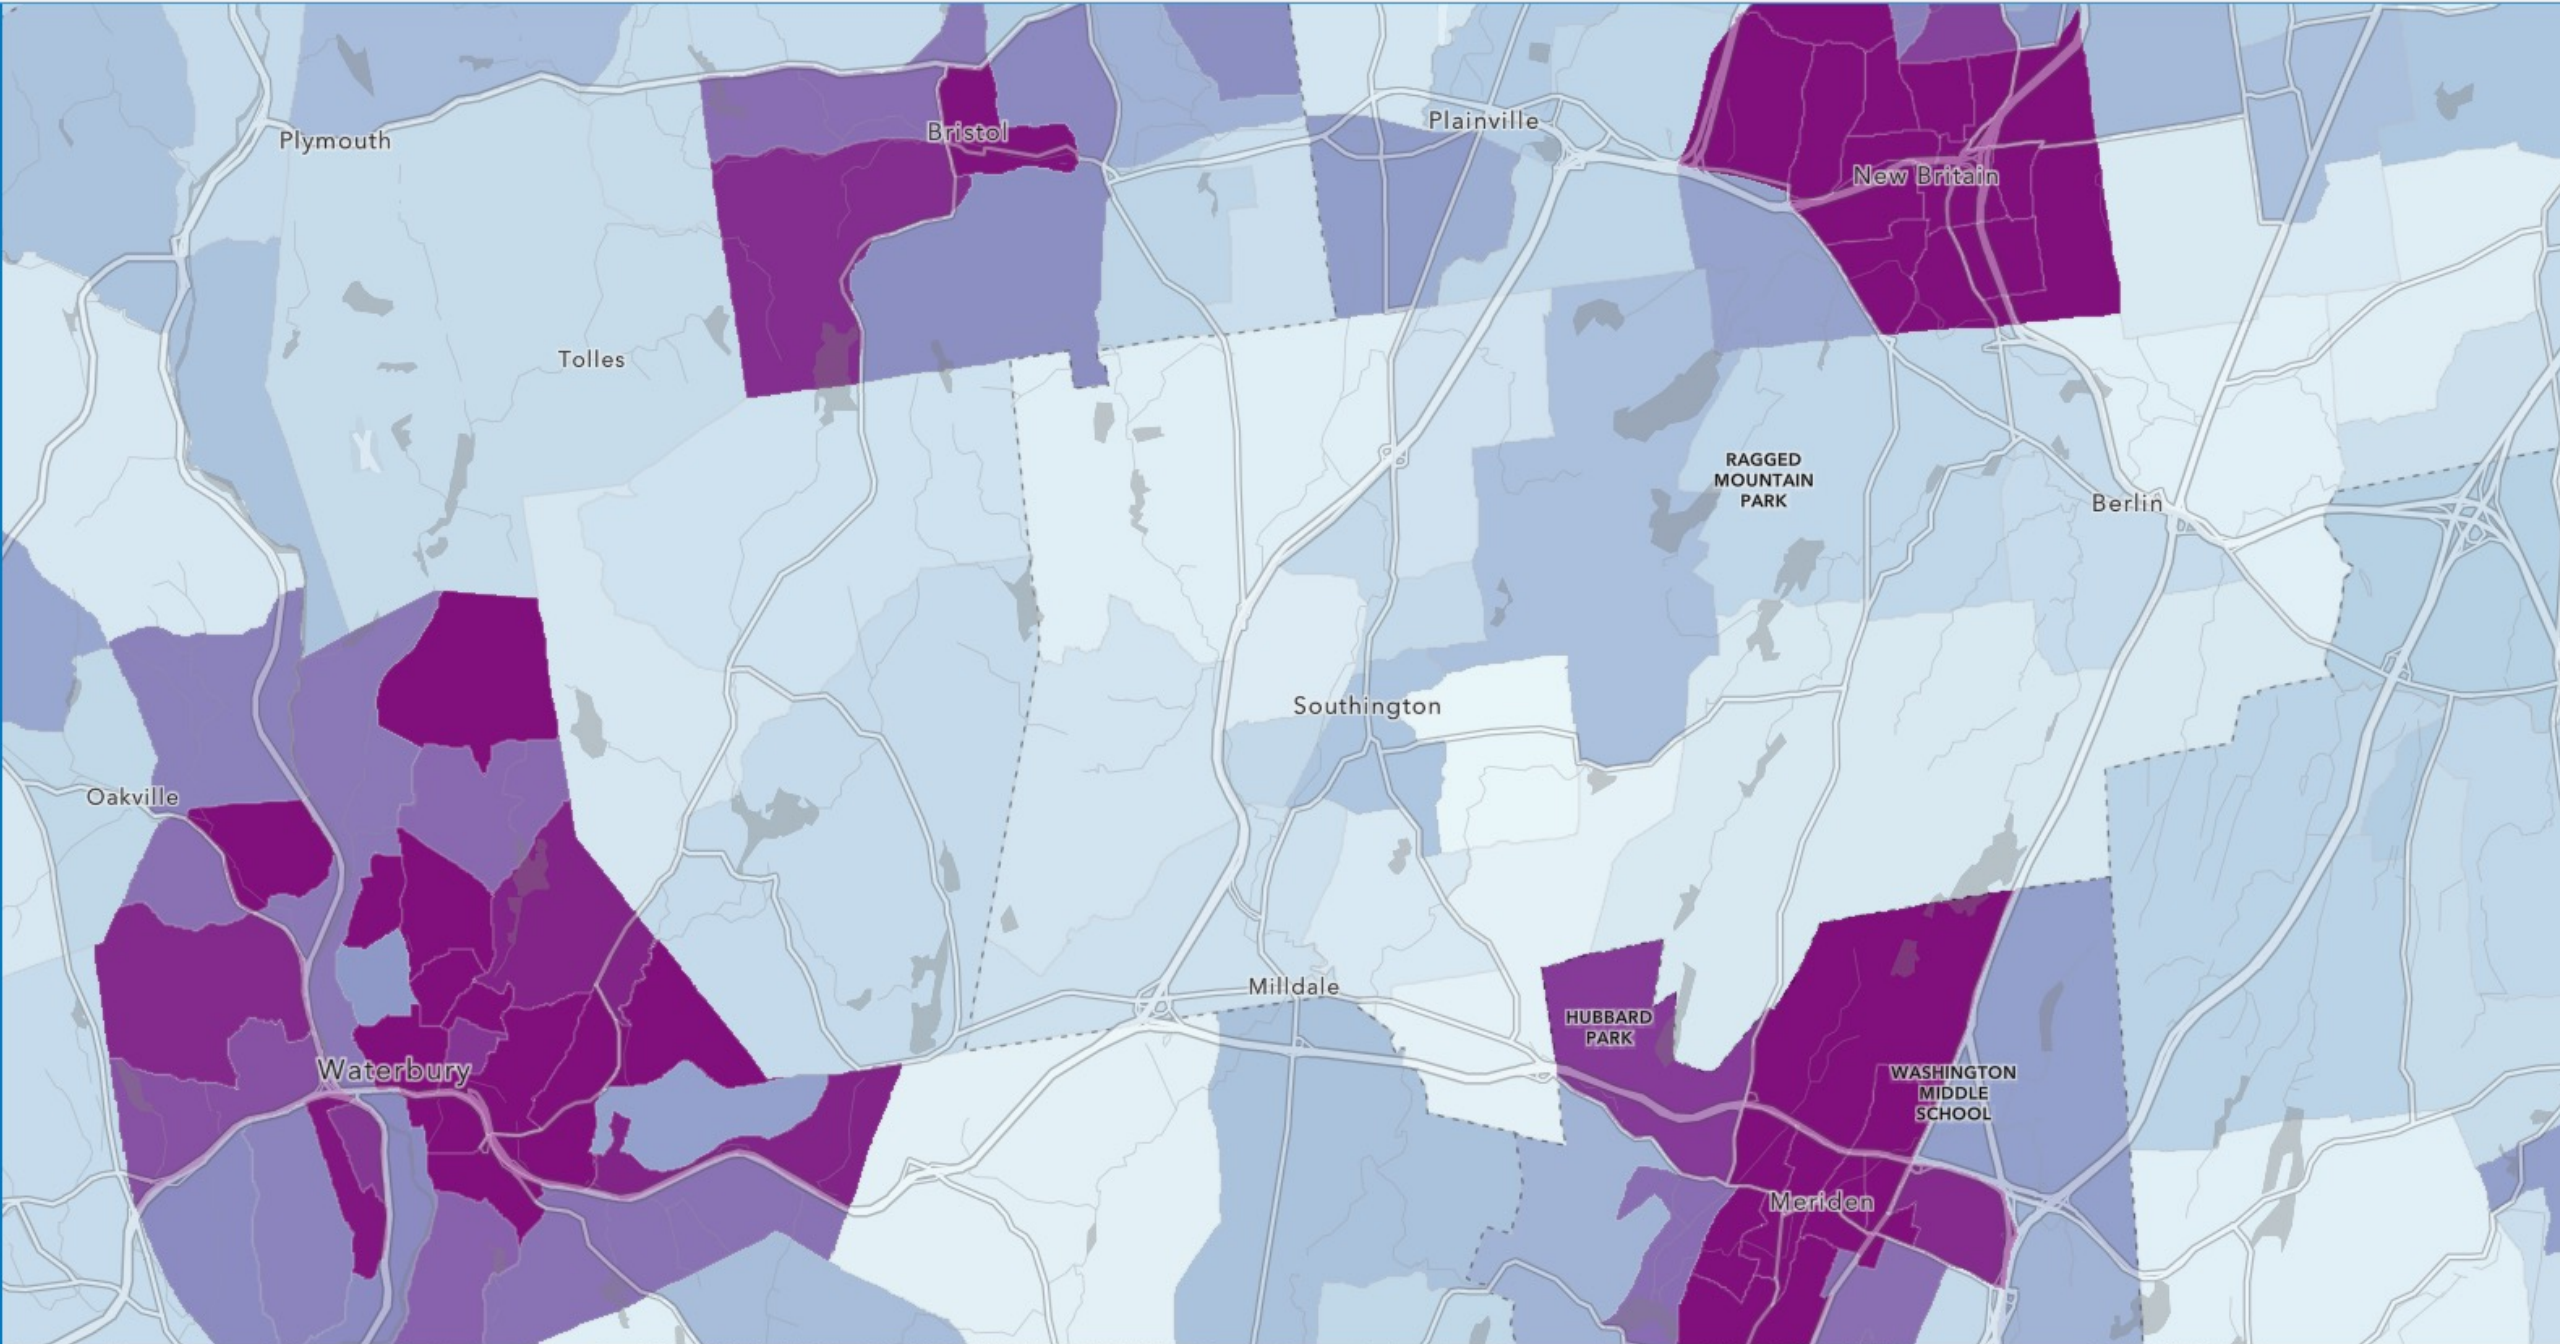 Plainville
Bristol
Plymouth
New Britain
Tolles
RAGGED
MOUNTAIN
PARK
Berlin
Southington
Oakville
Milldale
HUBBARD
PARK
Waterbury
WASHINGTON
MIDDLE
SCHOOL
Meriden